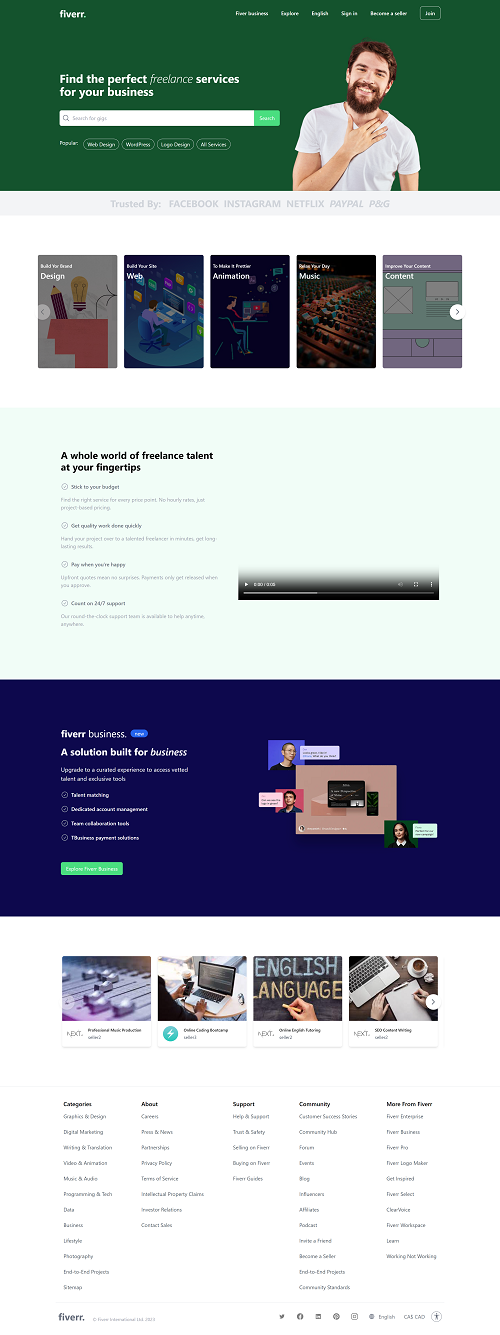 fiverr.
Fiver business Explore English Sign in Become a seller Join
Find the perfect freelance services
for your business
Search for gigs
Search
Popular: Web Design WordPress Logo Design All Services
Trusted By: FACEBOOK INSTAGRAM NETFLIX PAYPAL P&G
Build Yor Brand
Design
Build Your Site
Web
To Make It Prettier
Animation
Relax Your Day
Music
Improve Your Content
Content
A whole world of freelance talent
at your fingertips
Stick to your budget
Find the right service for every price point. No hourly rates, just
project-based pricing.
Get quality work done quickly
Hand your project over to a talented freelancer in minutes, get long-
lasting results.
Pay when you're happy
Upfront quotes mean no surprises. Payments only get released when
you approve.
Count on 24/7 support
Our round-the-clock support team is available to help anytime,
anywhere.
0:00 / 0:05
fiverr business. new
A solution built for business
Upgrade to a curated experience to access vetted
talent and exclusive tools
Talent matching
Dedicated account management
Team collaboration tools
TBusiness payment solutions
Explore Fiverr Business
ENGLISH
LANGUAGE
NEXT
Professional Music Production
seller2
Online Coding Bootcamp
seller3
NEXT
Online English Tutoring
seller2
NEXT
SEO Content Writing
seller2
Categories
Graphics & Design
Digital Marketing
Writing & Translation
Video & Animation
Music & Audio
Programming & Tech
Data
Business
Lifestyle
Photography
End-to-End Projects
Sitemap
About
Careers
Press & News
Partnerships
Privacy Policy
Terms of Service
Intellectual Property Claims
Investor Relations
Contact Sales
Support
Help & Support
Trust & Safety
Selling on Fiverr
Buying on Fiverr
Fiverr Guides
Community
Customer Success Stories
Community Hub
Forum
Events
Blog
Influencers
Affiliates
Podcast
Invite a Friend
Become a Seller
End-to-End Projects
Community Standards
More From Fiverr
Fiverr Enterprise
Fiverr Business
Fiverr Pro
Fiverr Logo Maker
Get Inspired
Fiverr Select
ClearVoice
Fiverr Workspace
Learn
Working Not Working
fiverr. © Fiverr International Ltd. 2023
English CA$ CAD